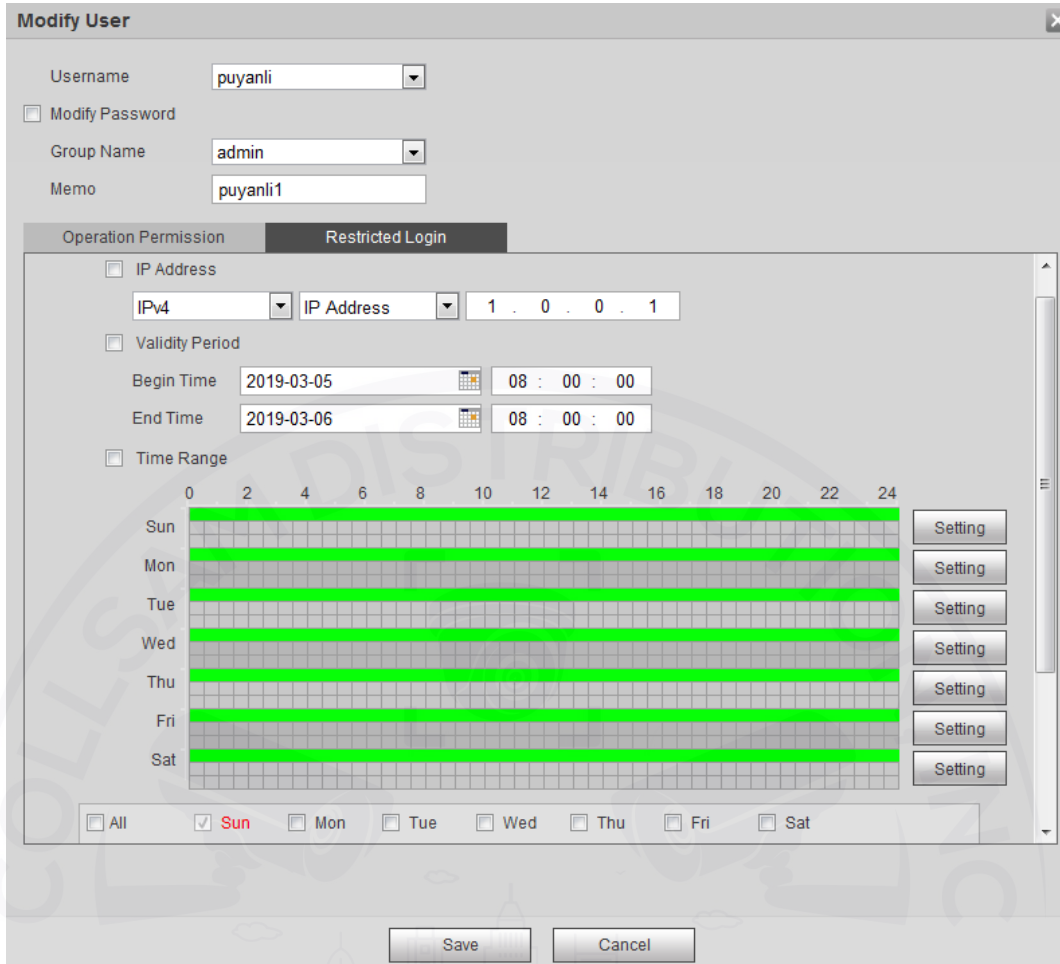 Modify User
Username puyanli
Modify Password
Group Name admin
Memo puyanli1
Operation Permission Restricted Login
IP Address
IPv4 IP Address 1 . 0 . 0 . 1
Validity Period
Begin Time 2019-03-05 08 : 00 : 00
End Time 2019-03-06 08 : 00 : 00
Time Range
0 2 4 6 8 10 12 14 16 18 20 22 24
Sun Setting
Mon Setting
Tue Setting
Wed Setting
Thu Setting
Fri Setting
Sat Setting
All Sun Mon Tue Wed Thu Fri Sat
Save Cancel